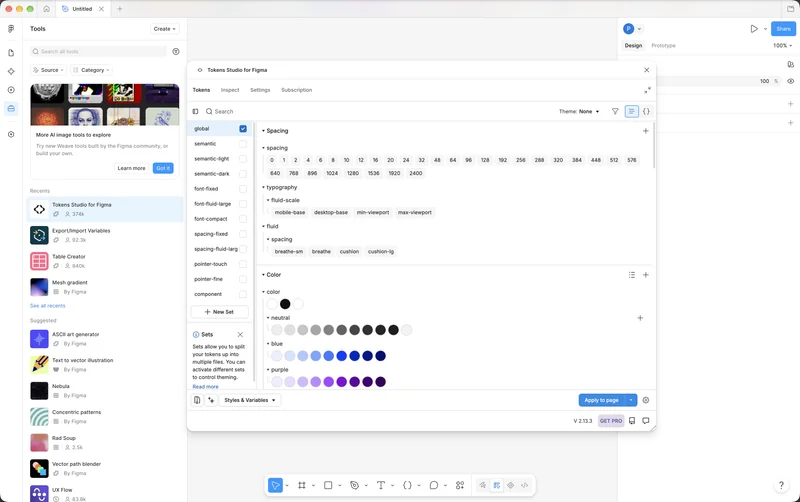 Untitled
Tools
Create
Search all tools
Source
Category
More AI image tools to explore
Try new Weave tools built by the Figma community, or
build your own.
Learn more
Got it
Recents
Tokens Studio for Figma
374k
Export/Import Variables
92.3k
Table Creator
840k
Mesh gradient
By Figma
See all recents
Suggested
ASCII art generator
By Figma
Text to vector illustration
By Figma
Nebula
By Figma
Concentric patterns
By Figma
Rad Soup
2.5k
Vector path blender
By Figma
UX Flow
83.8k
Tokens Studio for Figma
Tokens
Inspect
Settings
Subscription
Search
Theme: None
global
semantic
semantic-light
semantic-dark
font-fixed
font-fluid-large
font-compact
spacing-fixed
spacing-fluid-larg
pointer-touch
pointer-fine
component
+ New Set
Sets
Sets allow you to split
your tokens up into
multiple files. You can
activate different sets
to control theming.
Read more
Spacing
spacing
0 1 2 4 6 8 10 12 16 20 24 32 48 64 96 128 192 256 288 320 384 448 512 576
640 768 896 1024 1280 1536 1920 2400
typography
fluid-scale
mobile-base desktop-base min-viewport max-viewport
fluid
spacing
breathe-sm breathe cushion cushion-lg
Color
color
neutral
blue
purple
Styles & Variables
Apply to page
V 2.13.3
GET PRO
P
Share
Design
Prototype
100%
100 %
?